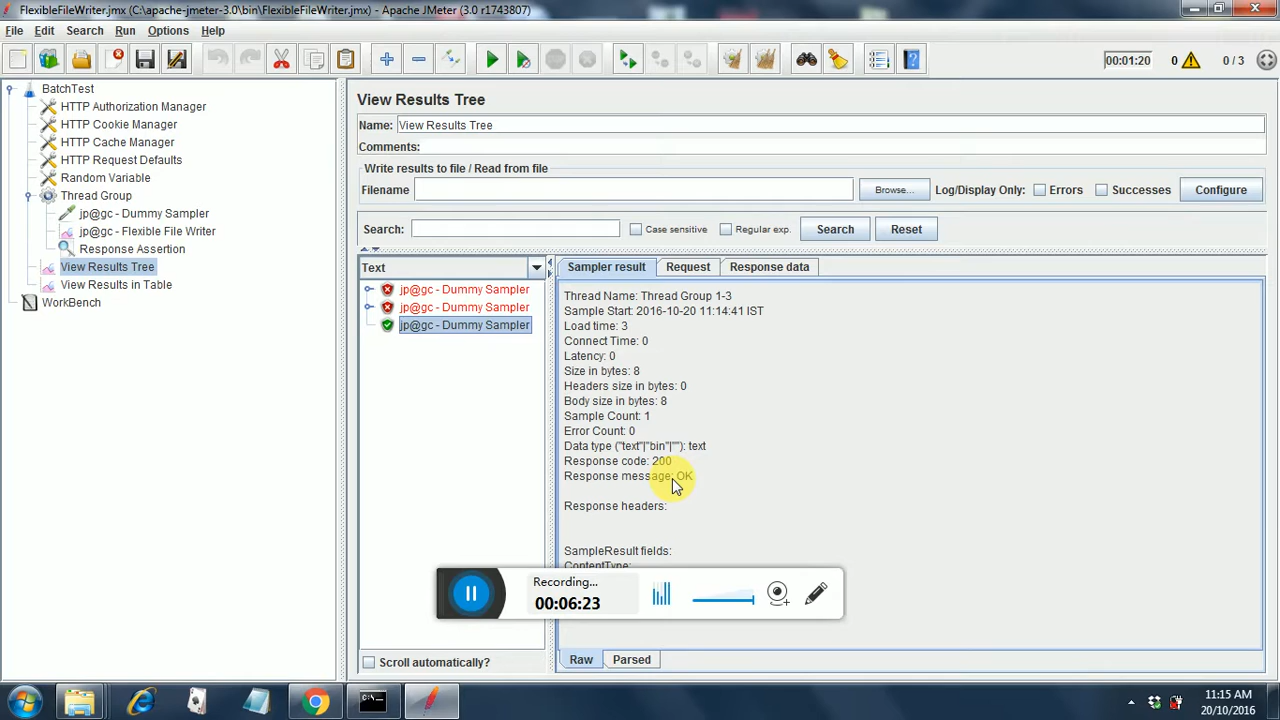 FlexibleFileWriter.jmx (C:\apache-jmeter-3.0\bin\FlexibleFileWriter.jmx) - Apache JMeter (3.0 r1743807)
File Edit Search Run Options Help
00:01:20 0 0 / 3
BatchTest
HTTP Authorization Manager
HTTP Cookie Manager
HTTP Cache Manager
HTTP Request Defaults
Random Variable
Thread Group
jp@gc - Dummy Sampler
jp@gc - Flexible File Writer
Response Assertion
View Results Tree
View Results in Table
WorkBench
View Results Tree
Name: View Results Tree
Comments:
Write results to file / Read from file
Filename Browse... Log/Display Only: Errors Successes Configure
Search: Case sensitive Regular exp. Search Reset
Text
jp@gc - Dummy Sampler
jp@gc - Dummy Sampler
jp@gc - Dummy Sampler
Scroll automatically?
Sampler result Request Response data
Thread Name: Thread Group 1-3
Sample Start: 2016-10-20 11:14:41 IST
Load time: 3
Connect Time: 0
Latency: 0
Size in bytes: 8
Headers size in bytes: 0
Body size in bytes: 8
Sample Count: 1
Error Count: 0
Data type ("text"|"bin"|""): text
Response code: 200
Response message: OK
Response headers:
SampleResult fields:
ContentType:
Recording...
00:06:23
Raw Parsed
11:15 AM
20/10/2016